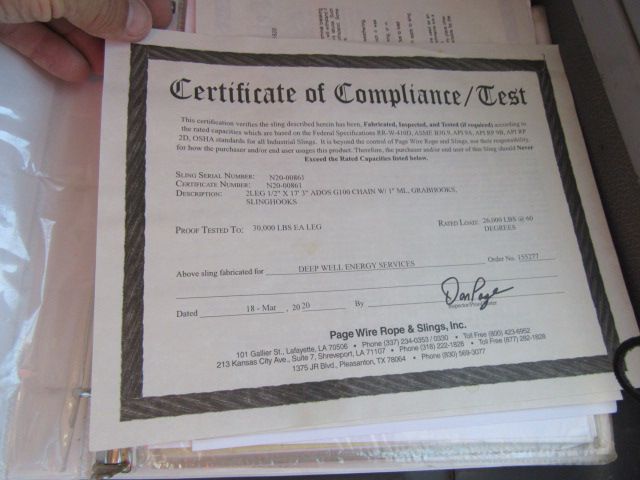 Certificate of Compliance/Test
This certification verifies the sling described herein has been, Fabricated, Inspected, and Tested (if required) according to
the rated capacities which are based on the Federal Specifications RR-W-410D, ASME B30.9, API 9A, API RP 9B, API RP
2D, OSHA standards for all Industrial Slings. It is beyond the control of Page Wire Rope and Slings, nor their responsibility,
for how the purchaser and/or end user usages this product. Therefore, the purchaser and/or end user of this Sling should Never
Exceed the Rated Capacities listed below.
SLING SERIAL NUMBER: N20-00861
CERTIFICATE NUMBER: N20-00861
DESCRIPTION: 2LEG 1/2" X 17' 3" ADOS G100 CHAIN W/ 1" ML, GRABHOOKS,
SLINGHOOKS
PROOF TESTED TO: 30,000 LBS EA LEG RATED LOAD: 26,000 LBS @ 60
DEGREES
Above sling fabricated for DEEP WELL ENERGY SERVICES Order No. 155277
Dated 18 - Mar , 2020 By Don Page
Page Wire Rope & Slings, Inc.
101 Gallier St., Lafayette, LA 70506 • Phone (337) 234-0353 / 0330 • Toll Free (800) 423-6952
213 Kansas City Ave., Suite 7, Shreveport, LA 71107 • Phone (318) 222-1828 • Toll Free (877) 282-1828
1375 JR Blvd., Pleasanton, TX 78064 • Phone (830) 569-3077